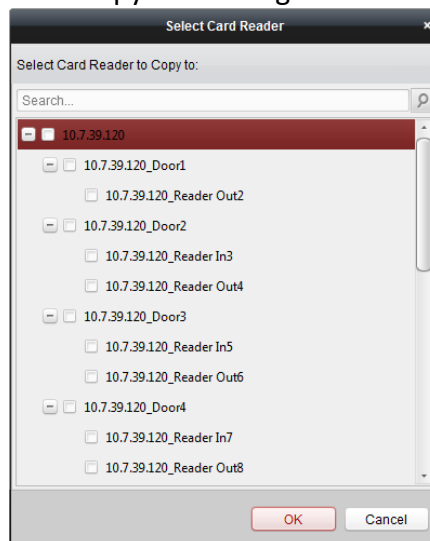 Select Card Reader
Select Card Reader to Copy to:
Search...
10.7.39.120
10.7.39.120_Door1
10.7.39.120_Reader Out2
10.7.39.120_Door2
10.7.39.120_Reader In3
10.7.39.120_Reader Out4
10.7.39.120_Door3
10.7.39.120_Reader In5
10.7.39.120_Reader Out6
10.7.39.120_Door4
10.7.39.120_Reader In7
10.7.39.120_Reader Out8
OK Cancel